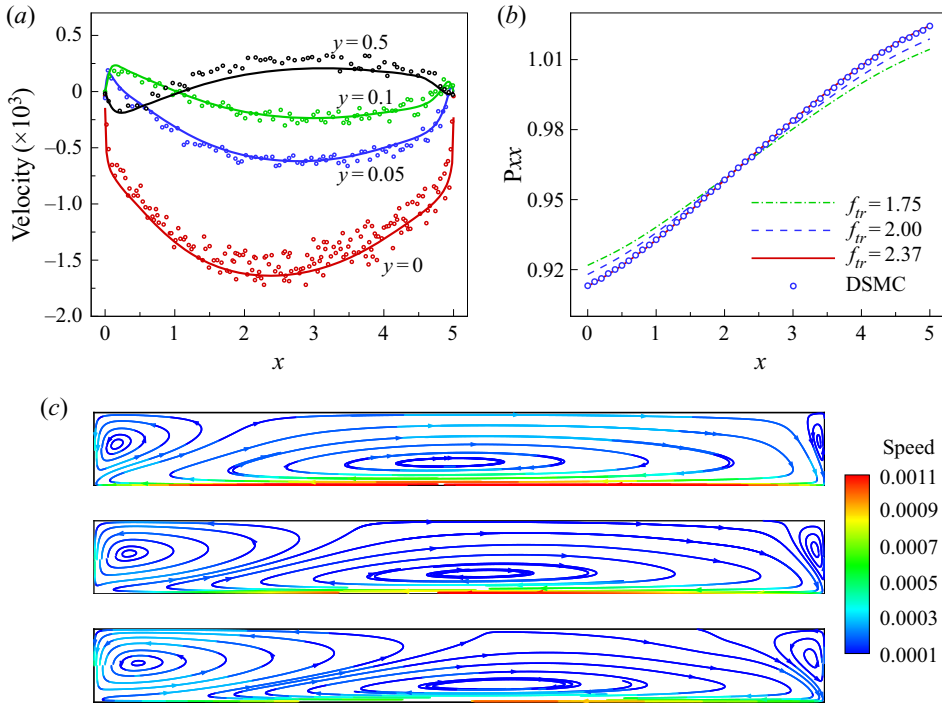 (a)
Velocity (×10³)
0.5
0
−0.5
−1.0
−1.5
−2.0
y = 0.5
y = 0.1
y = 0.05
y = 0
0 1 2 3 4 5
x
(b)
Pxx
1.01
0.98
0.95
0.92
f_tr = 1.75
f_tr = 2.00
f_tr = 2.37
DSMC
0 1 2 3 4 5
x
(c)
Speed
0.0011
0.0009
0.0007
0.0005
0.0003
0.0001